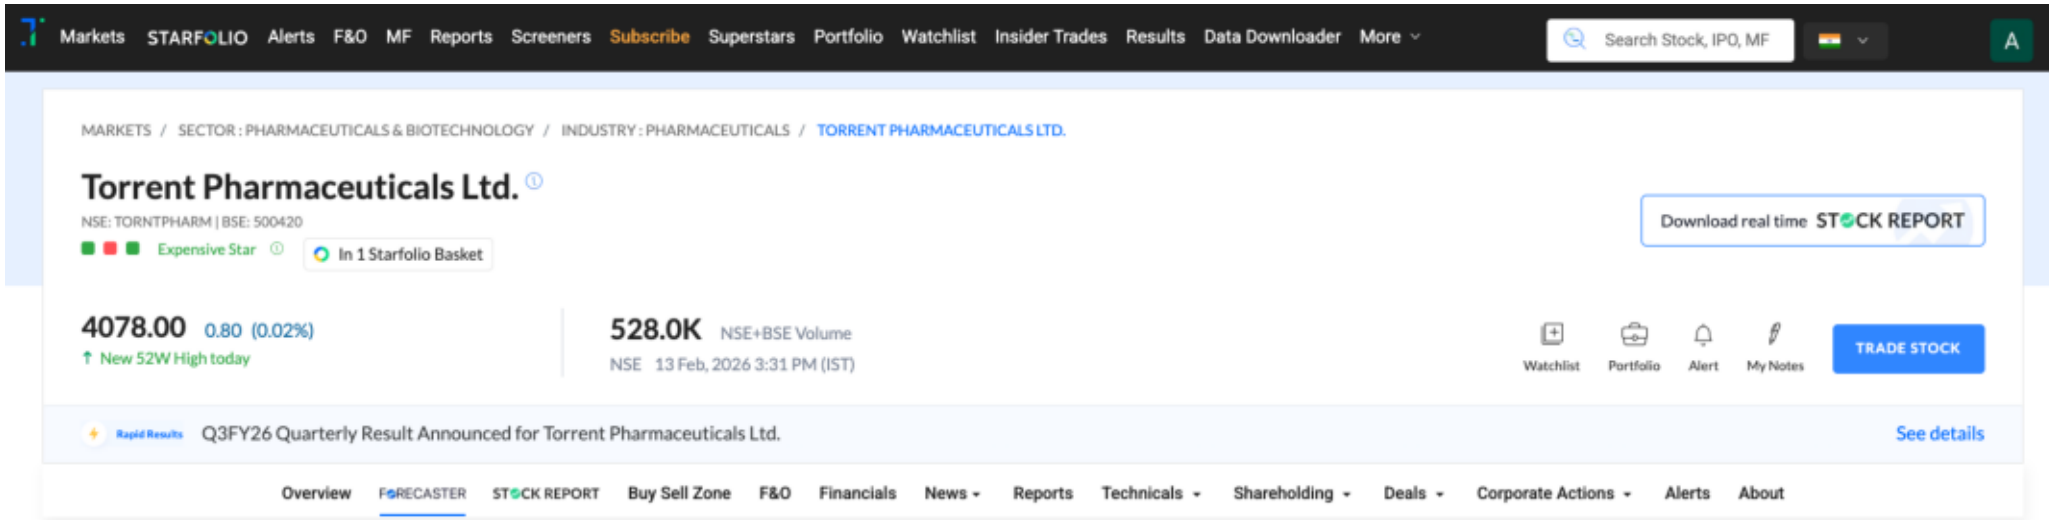 Markets STARFOLIO Alerts F&O MF Reports Screeners Subscribe Superstars Portfolio Watchlist Insider Trades Results Data Downloader More Search Stock, IPO, MF A
MARKETS / SECTOR : PHARMACEUTICALS & BIOTECHNOLOGY / INDUSTRY : PHARMACEUTICALS / TORRENT PHARMACEUTICALS LTD.
Torrent Pharmaceuticals Ltd.
NSE: TORNTPHARM | BSE: 500420
Expensive Star In 1 Starfolio Basket
Download real time STOCK REPORT
4078.00 0.80 (0.02%)
New 52W High today
528.0K NSE+BSE Volume
NSE 13 Feb, 2026 3:31 PM (IST)
Watchlist Portfolio Alert My Notes TRADE STOCK
Rapid Results Q3FY26 Quarterly Result Announced for Torrent Pharmaceuticals Ltd. See details
Overview FORECASTER STOCK REPORT Buy Sell Zone F&O Financials News Reports Technicals Shareholding Deals Corporate Actions Alerts About